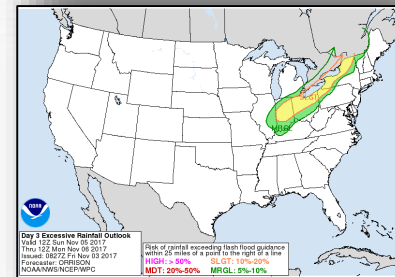 SLGT
MRGL
noaa
Day 3 Excessive Rainfall Outlook
Valid 12Z Sun Nov 05 2017
Thru 12Z Mon Nov 06 2017
Issued: 0827Z Fri Nov 03 2017
Forecaster: ORRISON
NOAA/NWS/NCEP/WPC
Risk of rainfall exceeding flash flood guidance
within 25 miles of a point to the right of a line
HIGH: > 50% SLGT: 10%-20%
MDT: 20%-50% MRGL: 5%-10%